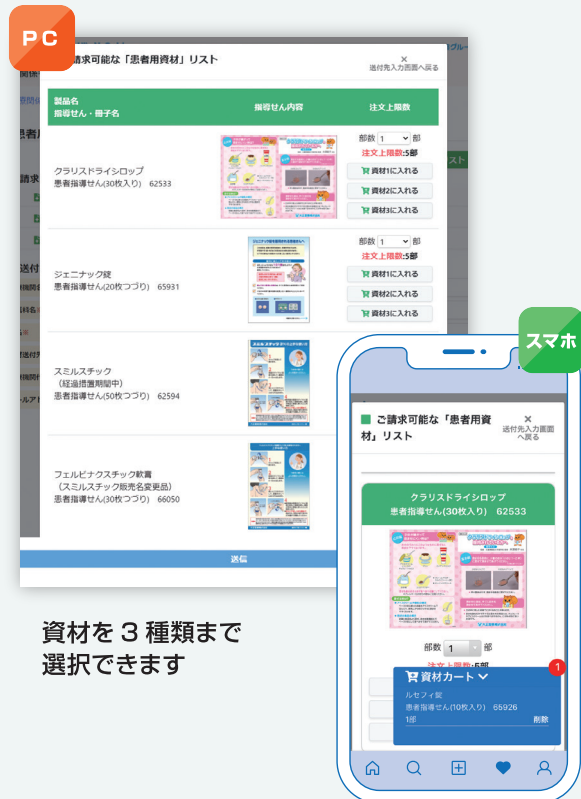 PC
請求可能な「患者用資材」リスト
×
送付先入力画面へ戻る
製品名
指導せん・冊子名
指導せん内容
注文上限数
クラリスドライシロップ
患者指導せん(30枚入り) 62533
部数 1 部
注文上限数:5部
資材1に入れる
資材2に入れる
資材3に入れる
ジェニナック錠
患者指導せん(20枚つづり) 65931
部数 1 部
注文上限数:5部
資材1に入れる
資材2に入れる
資材3に入れる
スミルスチック
（経過措置期間中）
患者指導せん(50枚つづり) 62594
フェルビナクスチック軟膏
（スミルスチック販売名変更品）
患者指導せん(30枚つづり) 66050
送信
資材を3種類まで
選択できます
スマホ
ご請求可能な「患者用資
材」リスト
×
送付先入力画面
へ戻る
クラリスドライシロップ
患者指導せん(30枚入り) 62533
部数 1 部
注文上限数:5部
1
資材カート
ルセフィ錠
患者指導せん(10枚入り) 65926
1部
削除